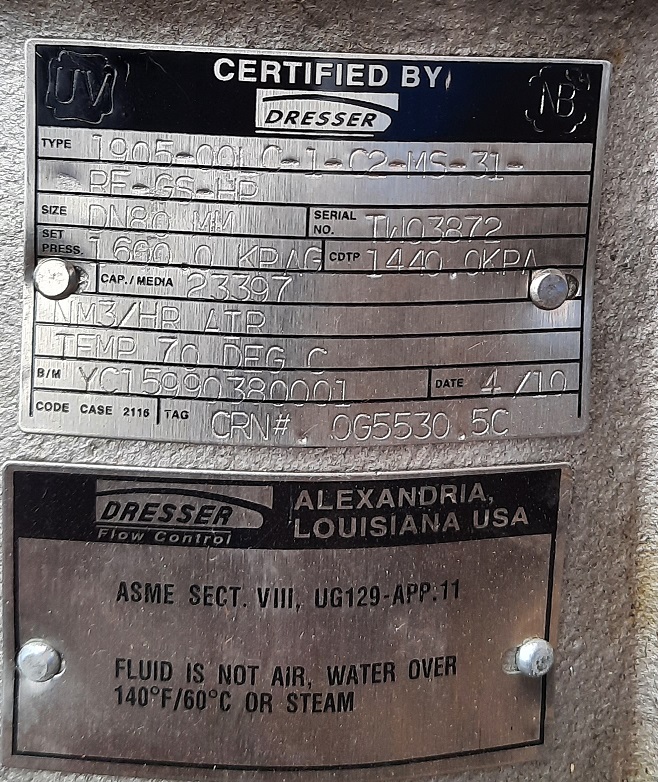 UV CERTIFIED BY NB
DRESSER
TYPE 1905-00LC-1-C2-MS-31-
RF-GS-HP
SIZE DN80 MM SERIAL NO. TW03872
SET PRESS. 1660.0 KPAG CDTP 1440.0KPA
CAP./MEDIA 23397
NM3/HR ATR
TEMP 70 DEG C
B/M YC15990380001 DATE 4/10
CODE CASE 2116 TAG CRN# 0G5530.5C
DRESSER
Flow Control
ALEXANDRIA,
LOUISIANA USA
ASME SECT. VIII, UG129-APP.11
FLUID IS NOT AIR, WATER OVER
140°F/60°C OR STEAM